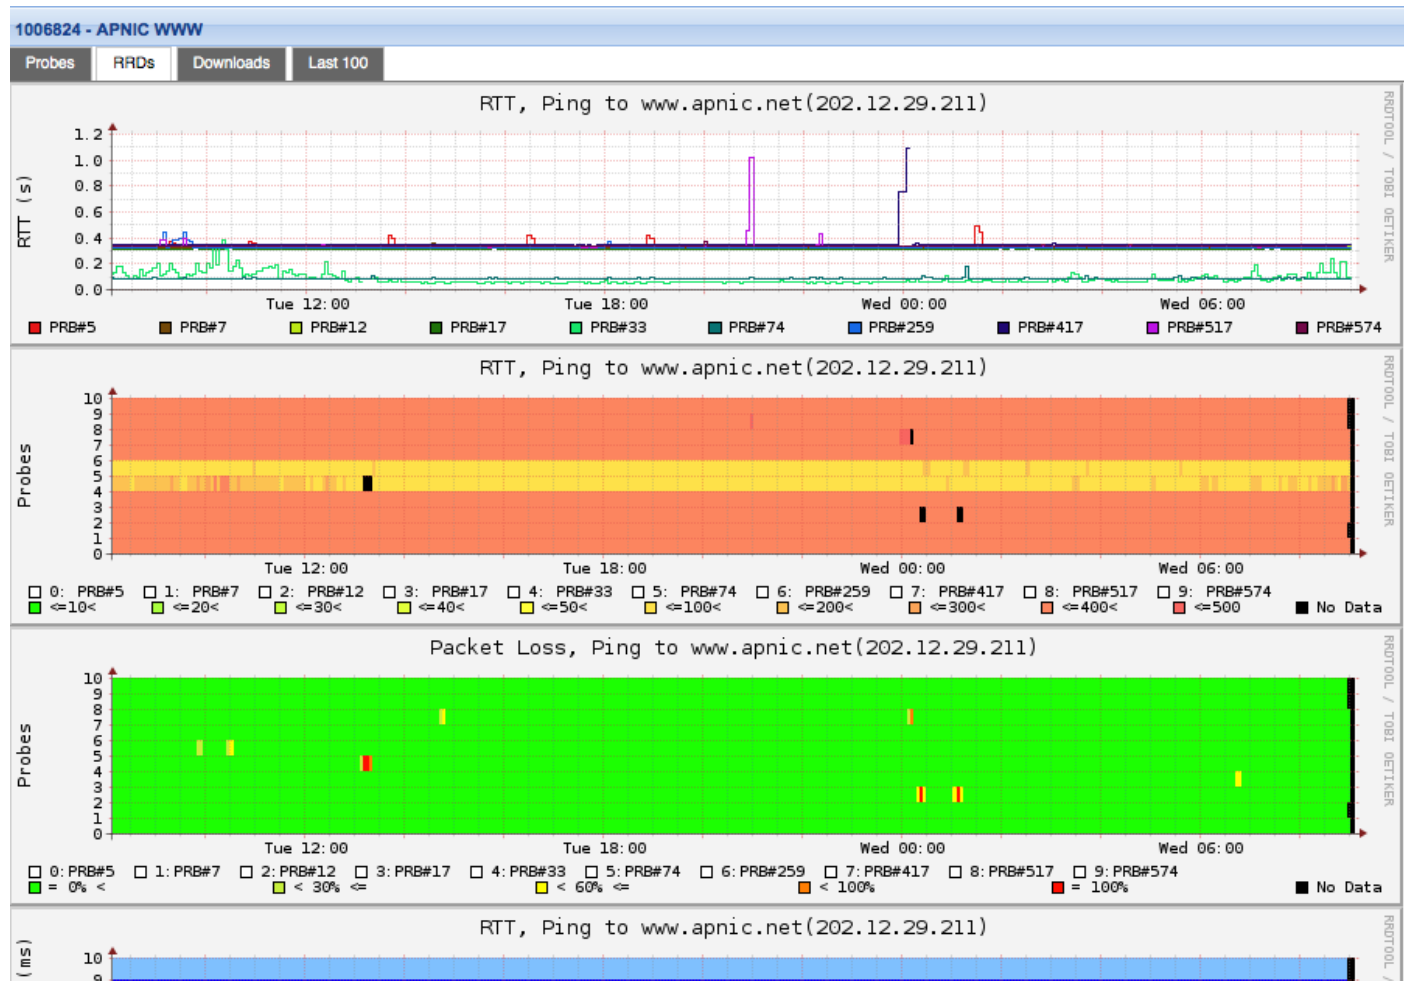 1006824 - APNIC WWW
Probes RRDs Downloads Last 100
RTT, Ping to www.apnic.net(202.12.29.211)
RRDTOOL / TOBI OETIKER
RTT (s)
1.2
1.0
0.8
0.6
0.4
0.2
0.0
Tue 12:00 Tue 18:00 Wed 00:00 Wed 06:00
PRB#5 PRB#7 PRB#12 PRB#17 PRB#33 PRB#74 PRB#259 PRB#417 PRB#517 PRB#574
RTT, Ping to www.apnic.net(202.12.29.211)
RRDTOOL / TOBI OETIKER
Probes
10
9
8
7
6
5
4
3
2
1
0
Tue 12:00 Tue 18:00 Wed 00:00 Wed 06:00
0: PRB#5 1: PRB#7 2: PRB#12 3: PRB#17 4: PRB#33 5: PRB#74 6: PRB#259 7: PRB#417 8: PRB#517 9: PRB#574
<=10< <=20< <=30< <=40< <=50< <=100< <=200< <=300< <=400< <=500 No Data
Packet Loss, Ping to www.apnic.net(202.12.29.211)
RRDTOOL / TOBI OETIKER
Probes
10
9
8
7
6
5
4
3
2
1
0
Tue 12:00 Tue 18:00 Wed 00:00 Wed 06:00
0:PRB#5 1:PRB#7 2:PRB#12 3:PRB#17 4:PRB#33 5:PRB#74 6:PRB#259 7:PRB#417 8:PRB#517 9:PRB#574
= 0% < < 30% <= < 60% <= < 100% = 100% No Data
RTT, Ping to www.apnic.net(202.12.29.211)
RRDTOOL /
(ms)
10
9